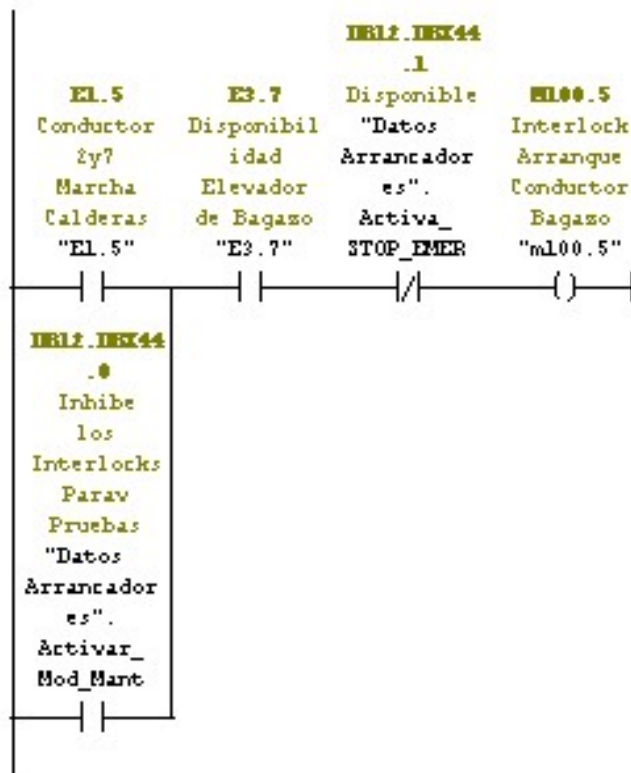 E1.5
Conductor
2y7
Marcha
Calderas
"E1.5"
E3.7
Disponibil
idad
Elevador
de Bagazo
"E3.7"
DB12.DBX44
.1
Disponible
"Datos
Arrancador
es".
Activa_
STOP_EMER
M100.5
Interlock
Arranque
Conductor
Bagazo
"m100.5"
DB12.DBX44
.0
Inhibe
los
Interlocks
Parav
Pruebas
"Datos
Arrancador
es".
Activar_
Mod_Mant